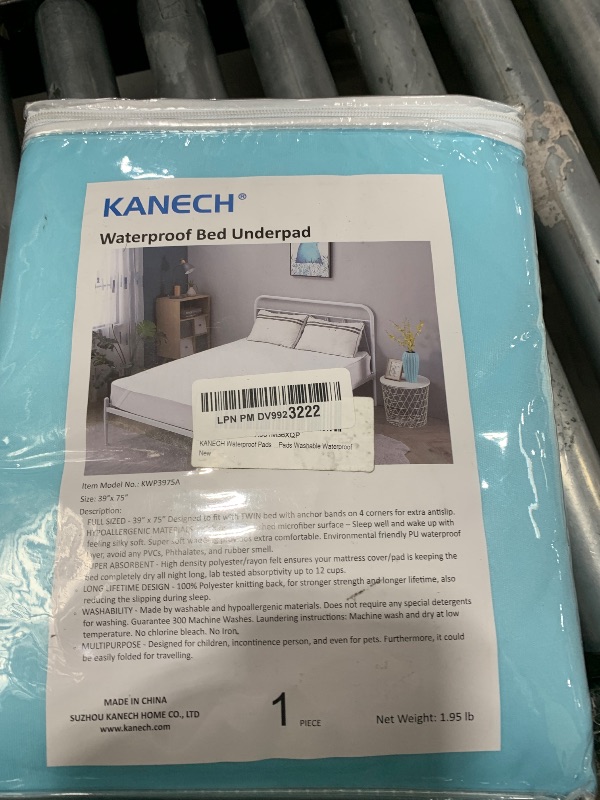 KANECH®
Waterproof Bed Underpad
LPN PM DV9923222
KANECH Waterproof Pads Pads Washable Waterproof
New
Item Model No.: KWP3975A
Size: 39"x 75"
Description:
FULL SIZED - 39" x 75" Designed to fit with TWIN bed with anchor bands on 4 corners for extra antislip.
HYPOALLERGENIC MATERIALS microfiber surface – Sleep well and wake up with
feeling silky soft. Super soft extra comfortable. Environmental friendly PU waterproof
layer, avoid any PVCs, Phthalates, and rubber smell.
SUPER ABSORBENT - High density polyester/rayon felt ensures your mattress cover/pad is keeping the
bed completely dry all night long, lab tested absorptivity up to 12 cups.
LONG LIFETIME DESIGN - 100% Polyester knitting back, for stronger strength and longer lifetime, also
reducing the slipping during sleep.
WASHABILITY - Made by washable and hypoallergenic materials. Does not require any special detergents
for washing. Guarantee 300 Machine Washes. Laundering instructions: Machine wash and dry at low
temperature. No chlorine bleach. No Iron.
MULTIPURPOSE - Designed for children, incontinence person, and even for pets. Furthermore, it could
be easily folded for travelling.
MADE IN CHINA
SUZHOU KANECH HOME CO., LTD
www.kanech.com
1 PIECE
Net Weight: 1.95 lb